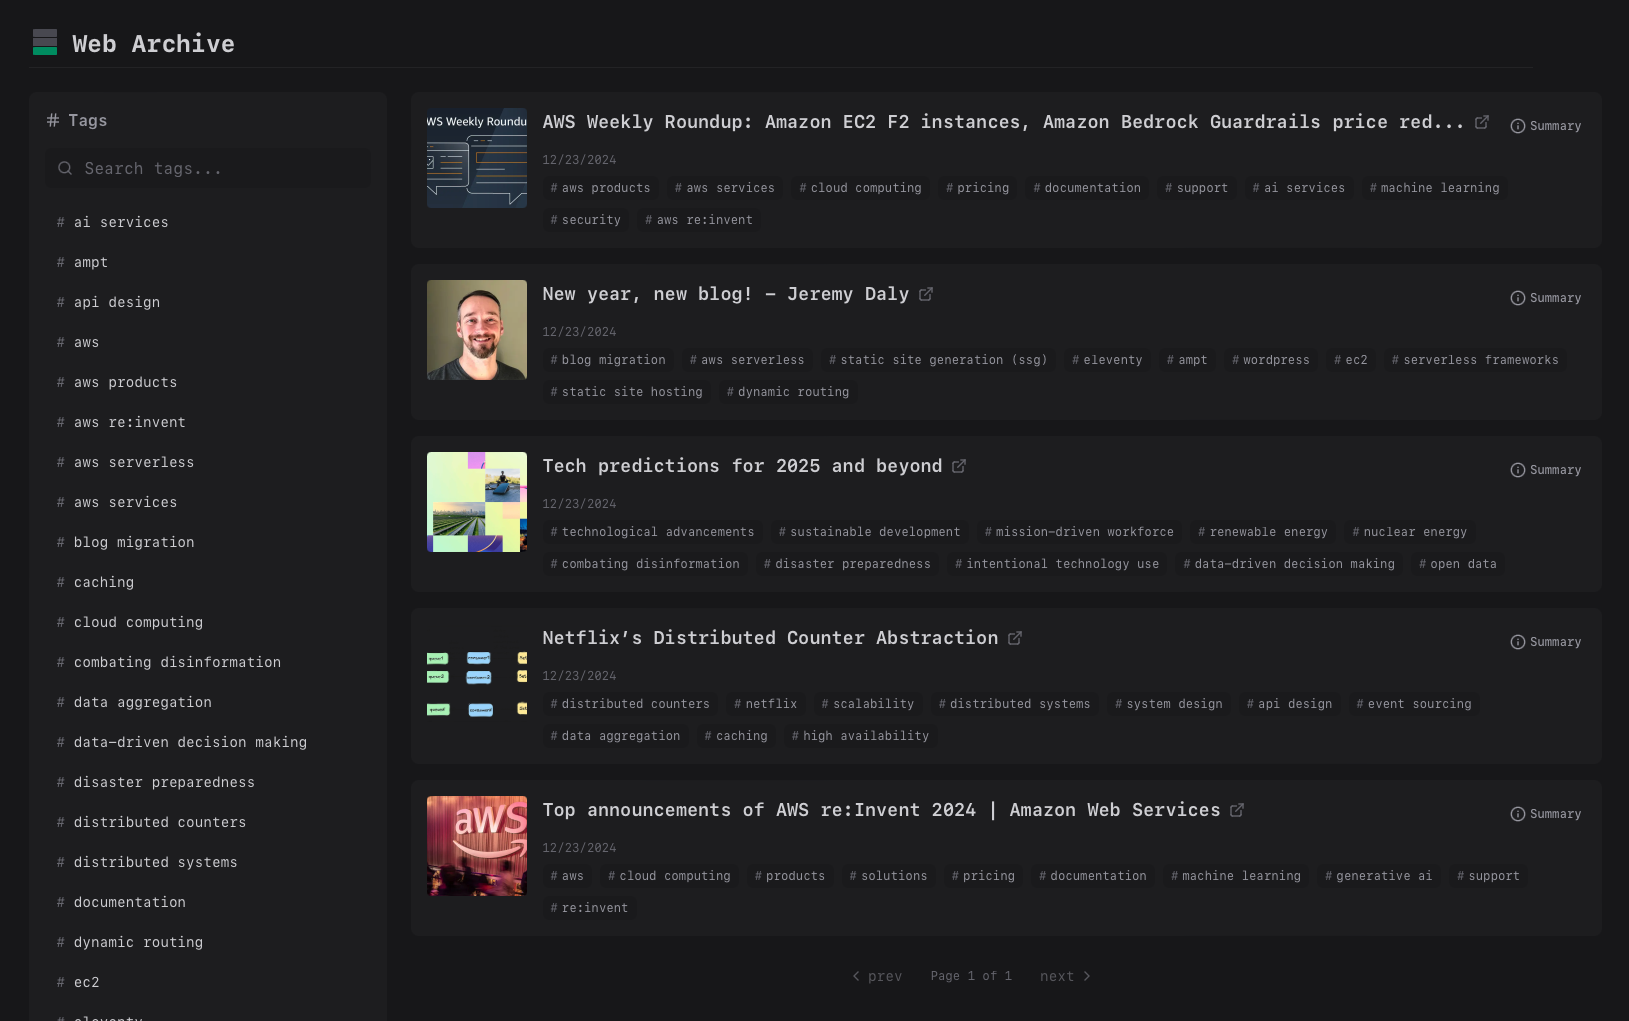 Web Archive
# Tags
Search tags...
# ai services
# ampt
# api design
# aws
# aws products
# aws re:invent
# aws serverless
# aws services
# blog migration
# caching
# cloud computing
# combating disinformation
# data aggregation
# data-driven decision making
# disaster preparedness
# distributed counters
# distributed systems
# documentation
# dynamic routing
# ec2
# eleventy
WS Weekly Roundu
AWS Weekly Roundup: Amazon EC2 F2 instances, Amazon Bedrock Guardrails price red...
Summary
12/23/2024
# aws products # aws services # cloud computing # pricing # documentation # support # ai services # machine learning
# security # aws re:invent
New year, new blog! – Jeremy Daly
Summary
12/23/2024
# blog migration # aws serverless # static site generation (ssg) # eleventy # ampt # wordpress # ec2 # serverless frameworks
# static site hosting # dynamic routing
Tech predictions for 2025 and beyond
Summary
12/23/2024
# technological advancements # sustainable development # mission-driven workforce # renewable energy # nuclear energy
# combating disinformation # disaster preparedness # intentional technology use # data-driven decision making # open data
Netflix’s Distributed Counter Abstraction
Summary
12/23/2024
# distributed counters # netflix # scalability # distributed systems # system design # api design # event sourcing
# data aggregation # caching # high availability
aws
Top announcements of AWS re:Invent 2024 | Amazon Web Services
Summary
12/23/2024
# aws # cloud computing # products # solutions # pricing # documentation # machine learning # generative ai # support
# re:invent
prev Page 1 of 1 next